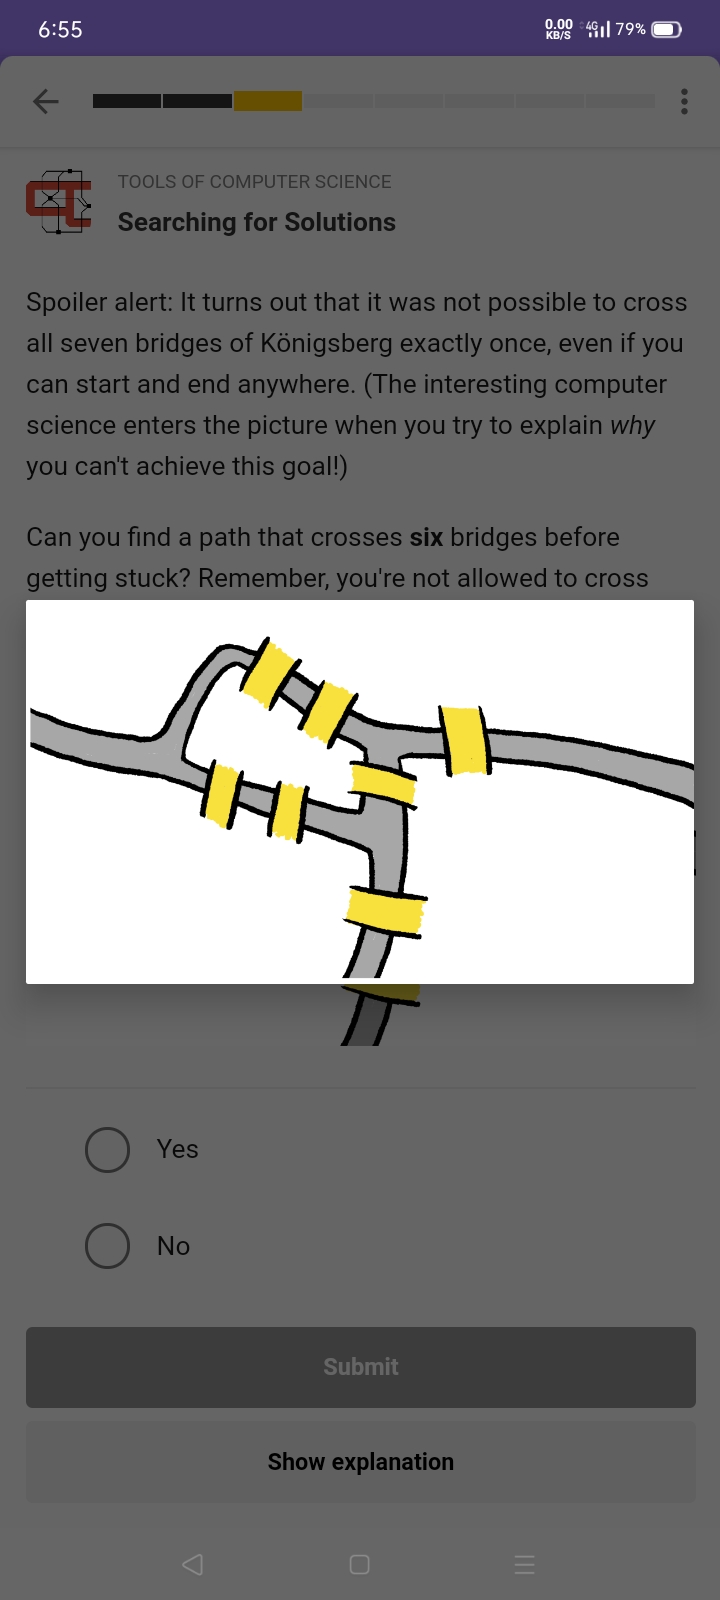 6:55
0.00
KB/S
4G
79%
TOOLS OF COMPUTER SCIENCE
Searching for Solutions
Spoiler alert: It turns out that it was not possible to cross
all seven bridges of Königsberg exactly once, even if you
can start and end anywhere. (The interesting computer
science enters the picture when you try to explain why
you can't achieve this goal!)
Can you find a path that crosses six bridges before
getting stuck? Remember, you're not allowed to cross
Yes
No
Submit
Show explanation